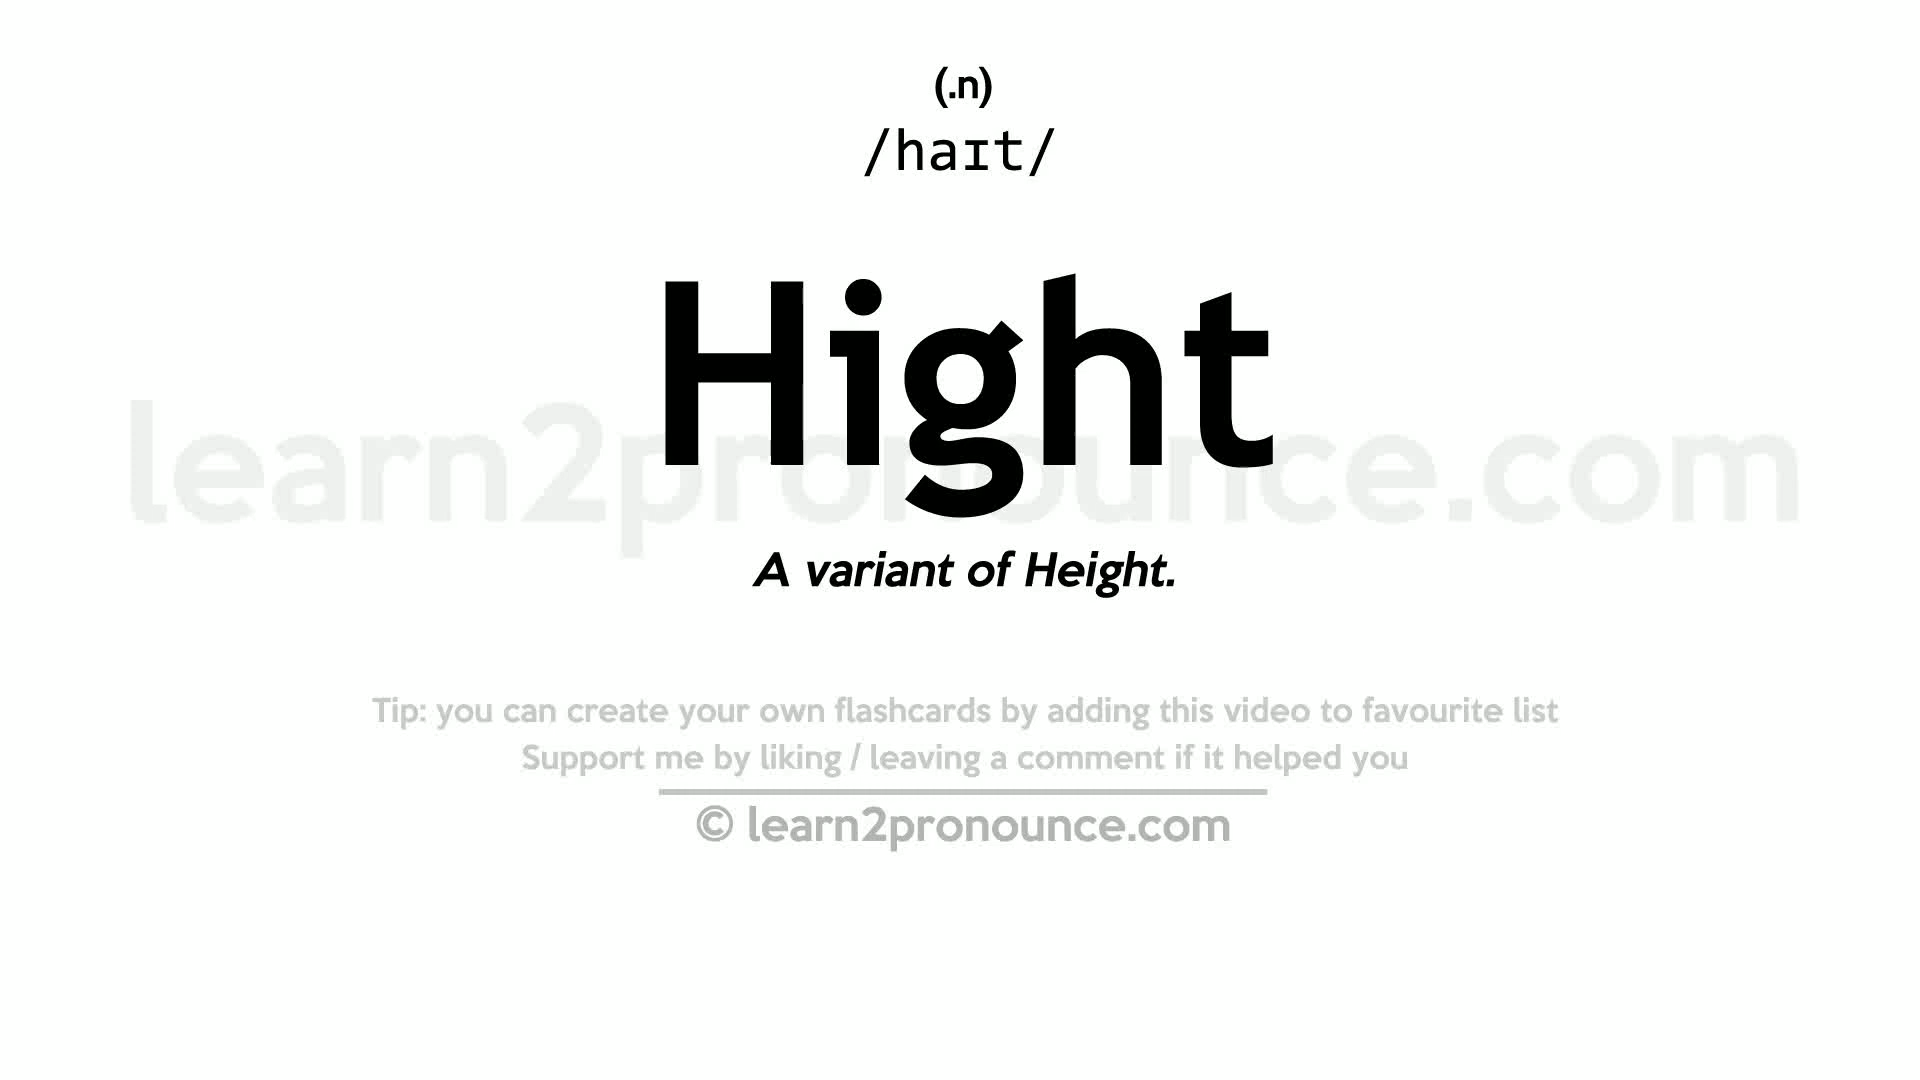 (.n)
/haɪt/
Hight
learn2pronounce.com
A variant of Height.
Tip: you can create your own flashcards by adding this video to favourite list
Support me by liking / leaving a comment if it helped you
© learn2pronounce.com